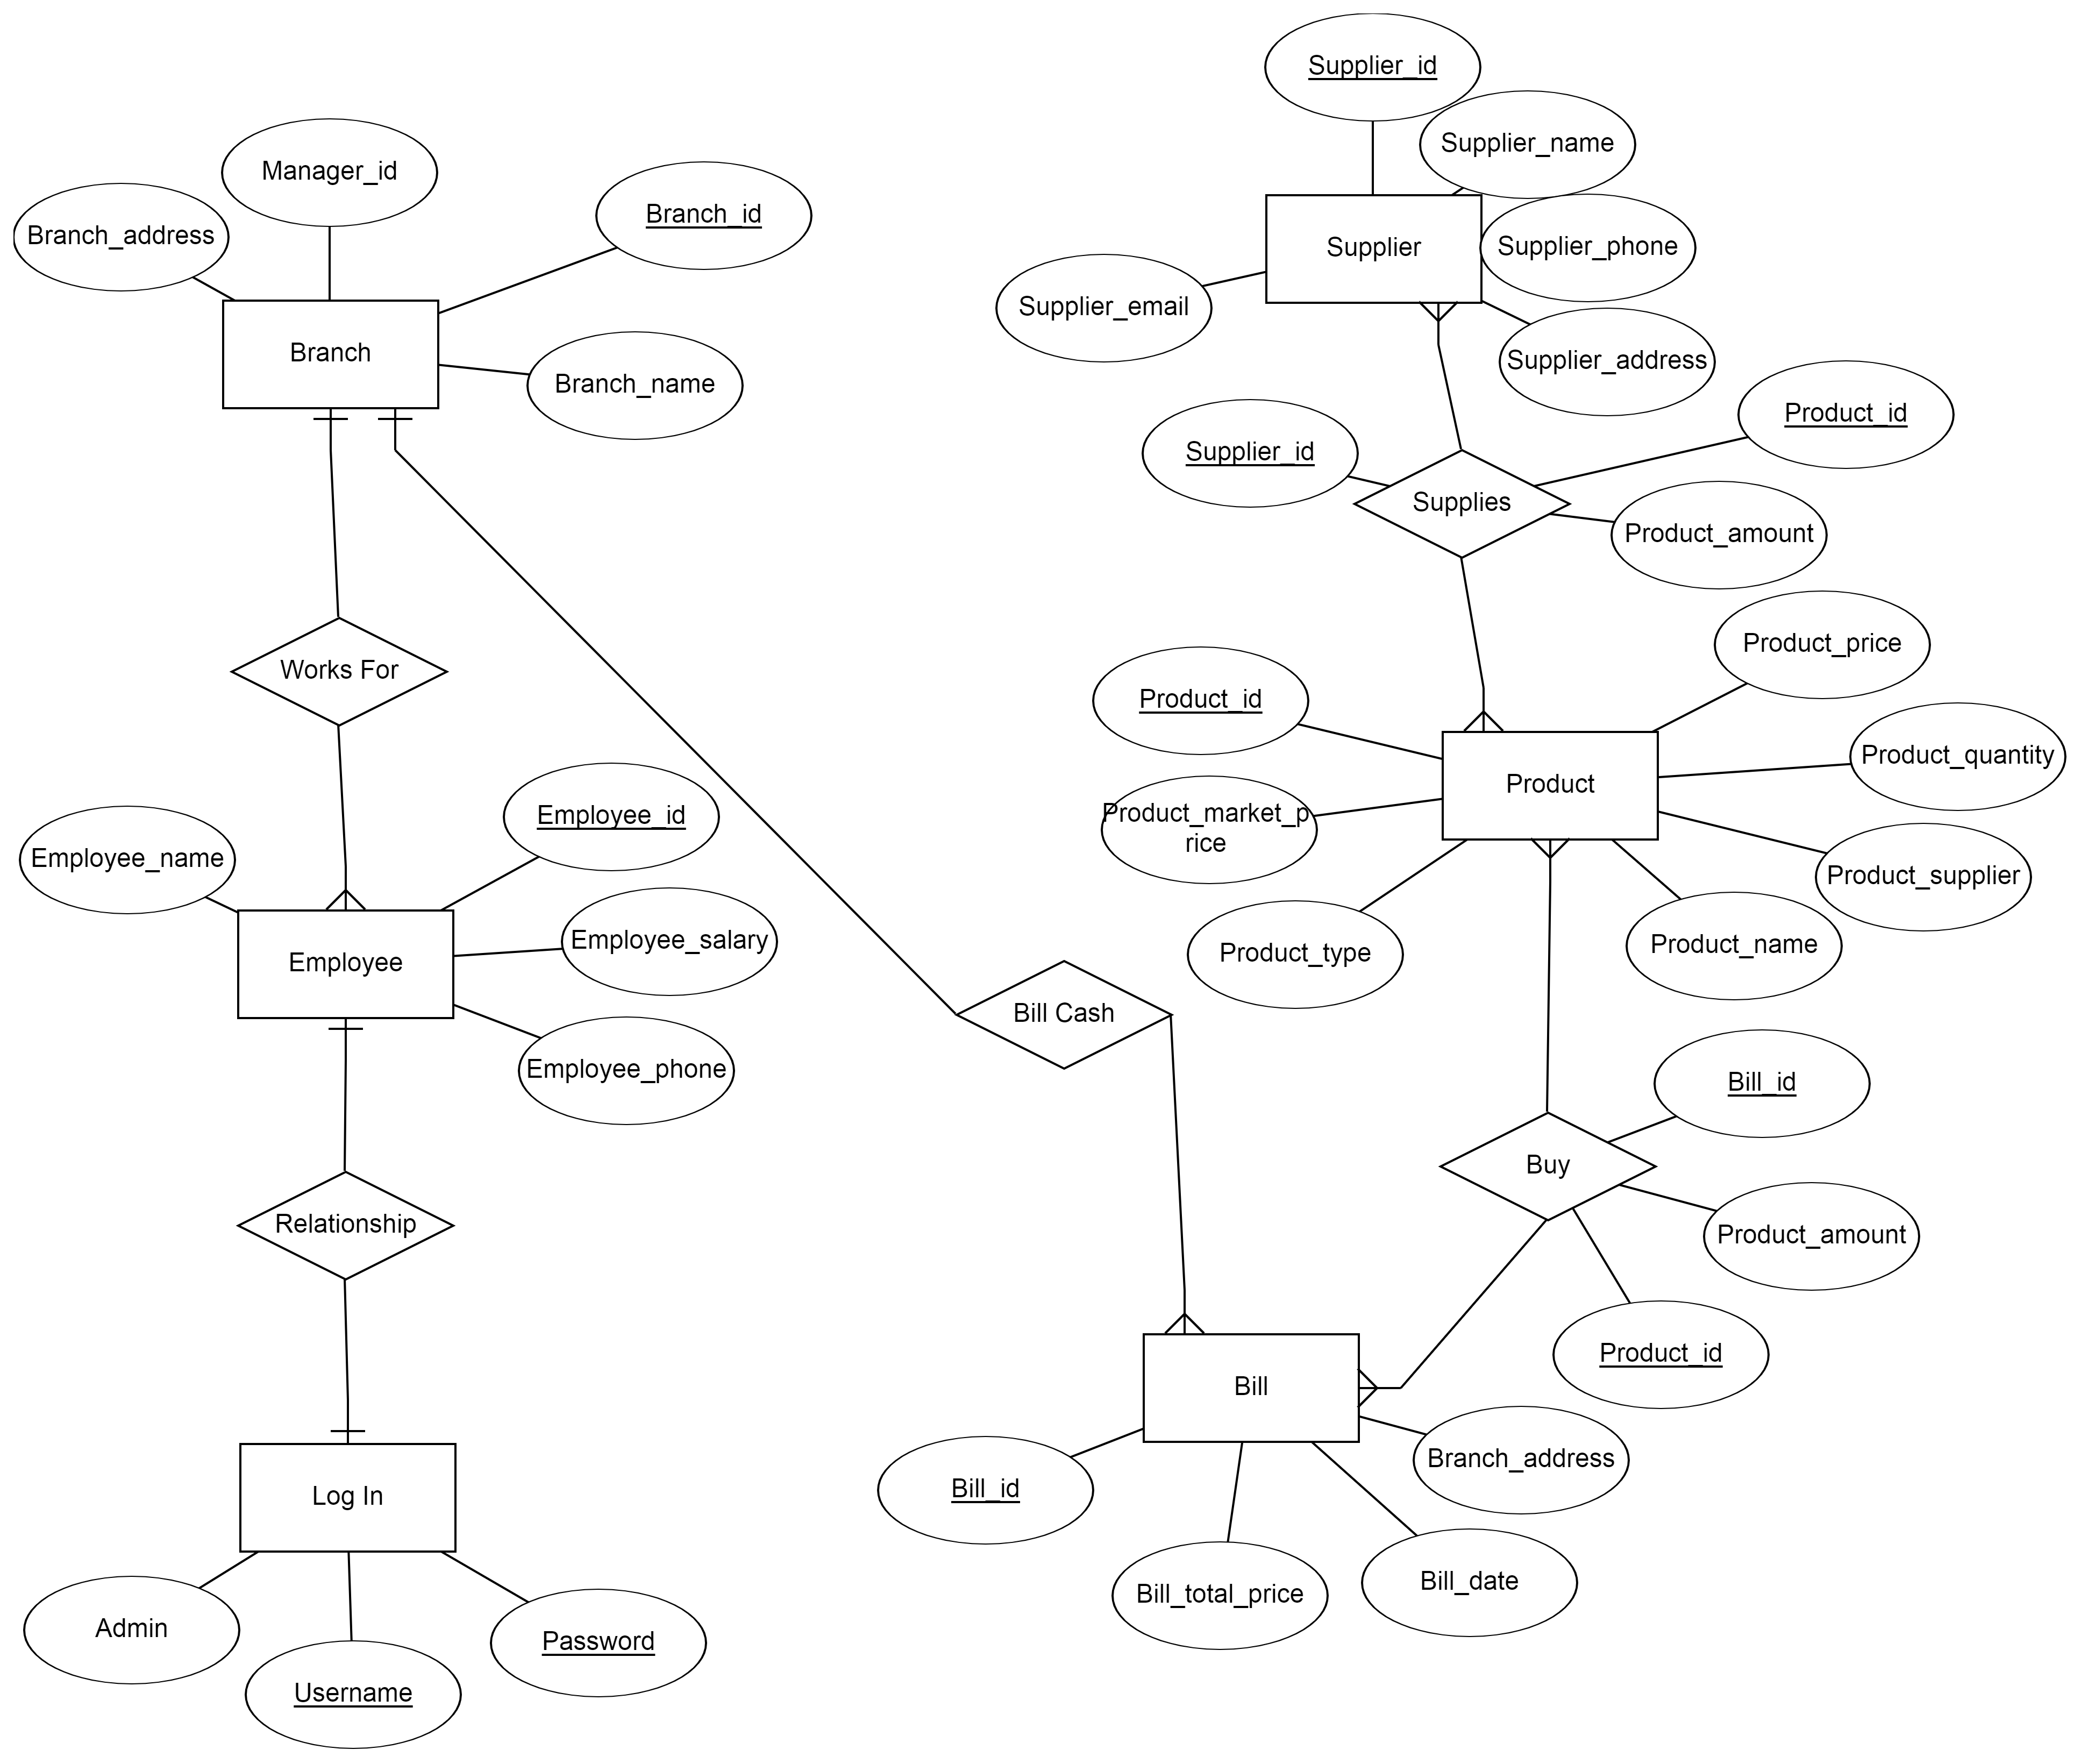 Supplier_id
Supplier_name
Manager_id
Branch_id
Branch_address
Supplier
Supplier_phone
Supplier_email
Branch
Supplier_address
Branch_name
Product_id
Supplier_id
Supplies
Product_amount
Product_price
Works For
Product_id
Product_quantity
Product
Product_market_p
rice
Employee_id
Employee_name
Product_supplier
Employee_salary
Product_name
Product_type
Employee
Bill Cash
Employee_phone
Bill_id
Buy
Relationship
Product_amount
Product_id
Bill
Branch_address
Bill_id
Log In
Bill_date
Bill_total_price
Admin
Password
Username